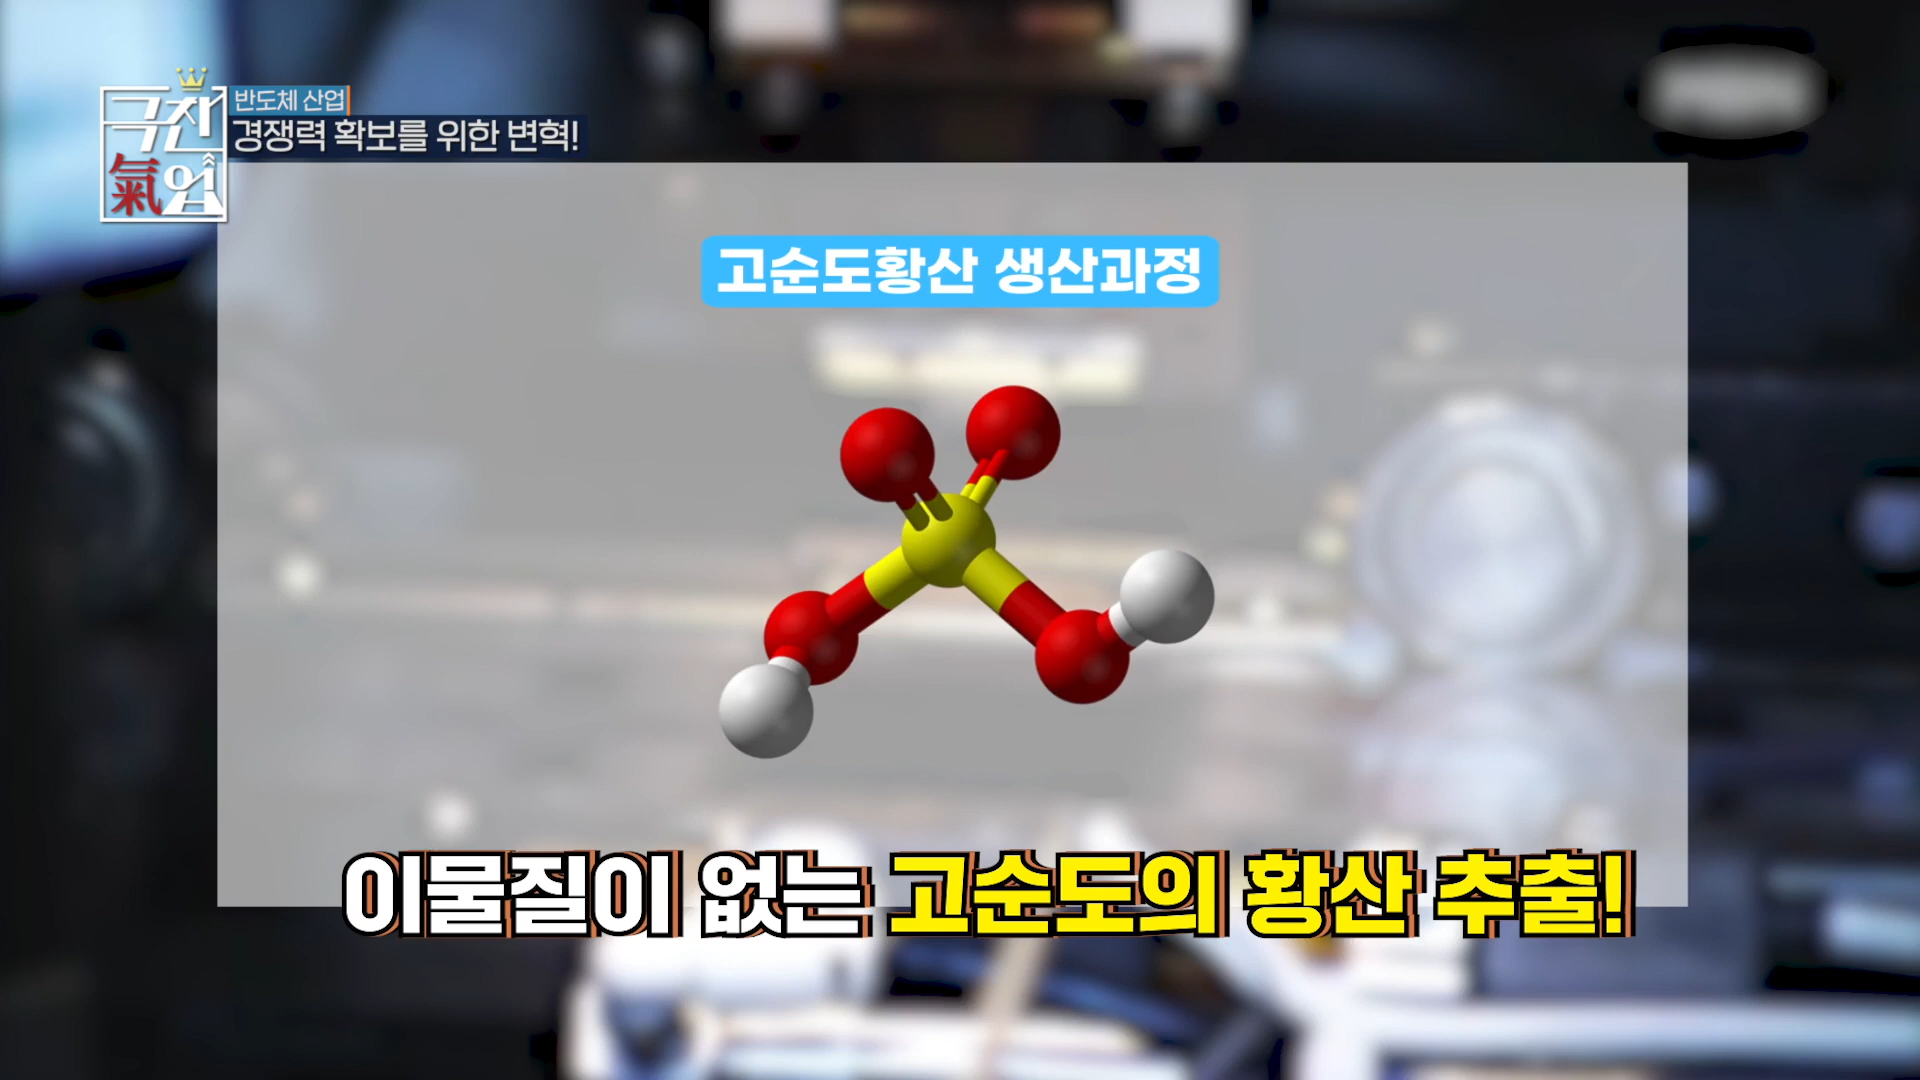 극찬
氣업
반도체 산업
경쟁력 확보를 위한 변혁!
고순도황산 생산과정
이물질이 없는 고순도의 황산 추출!